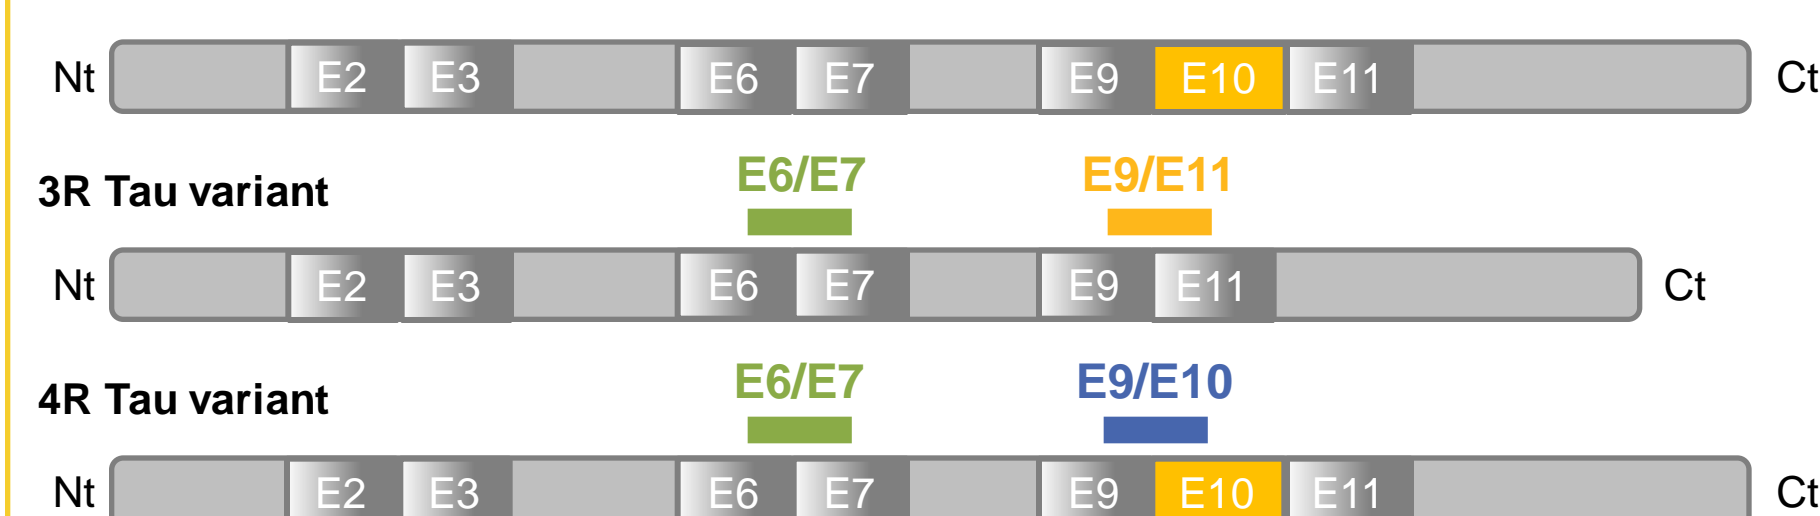 Nt E2 E3 E6 E7 E9 E10 E11 Ct
3R Tau variant E6/E7 E9/E11
Nt E2 E3 E6 E7 E9 E11 Ct
4R Tau variant E6/E7 E9/E10
Nt E2 E3 E6 E7 E9 E10 E11 Ct